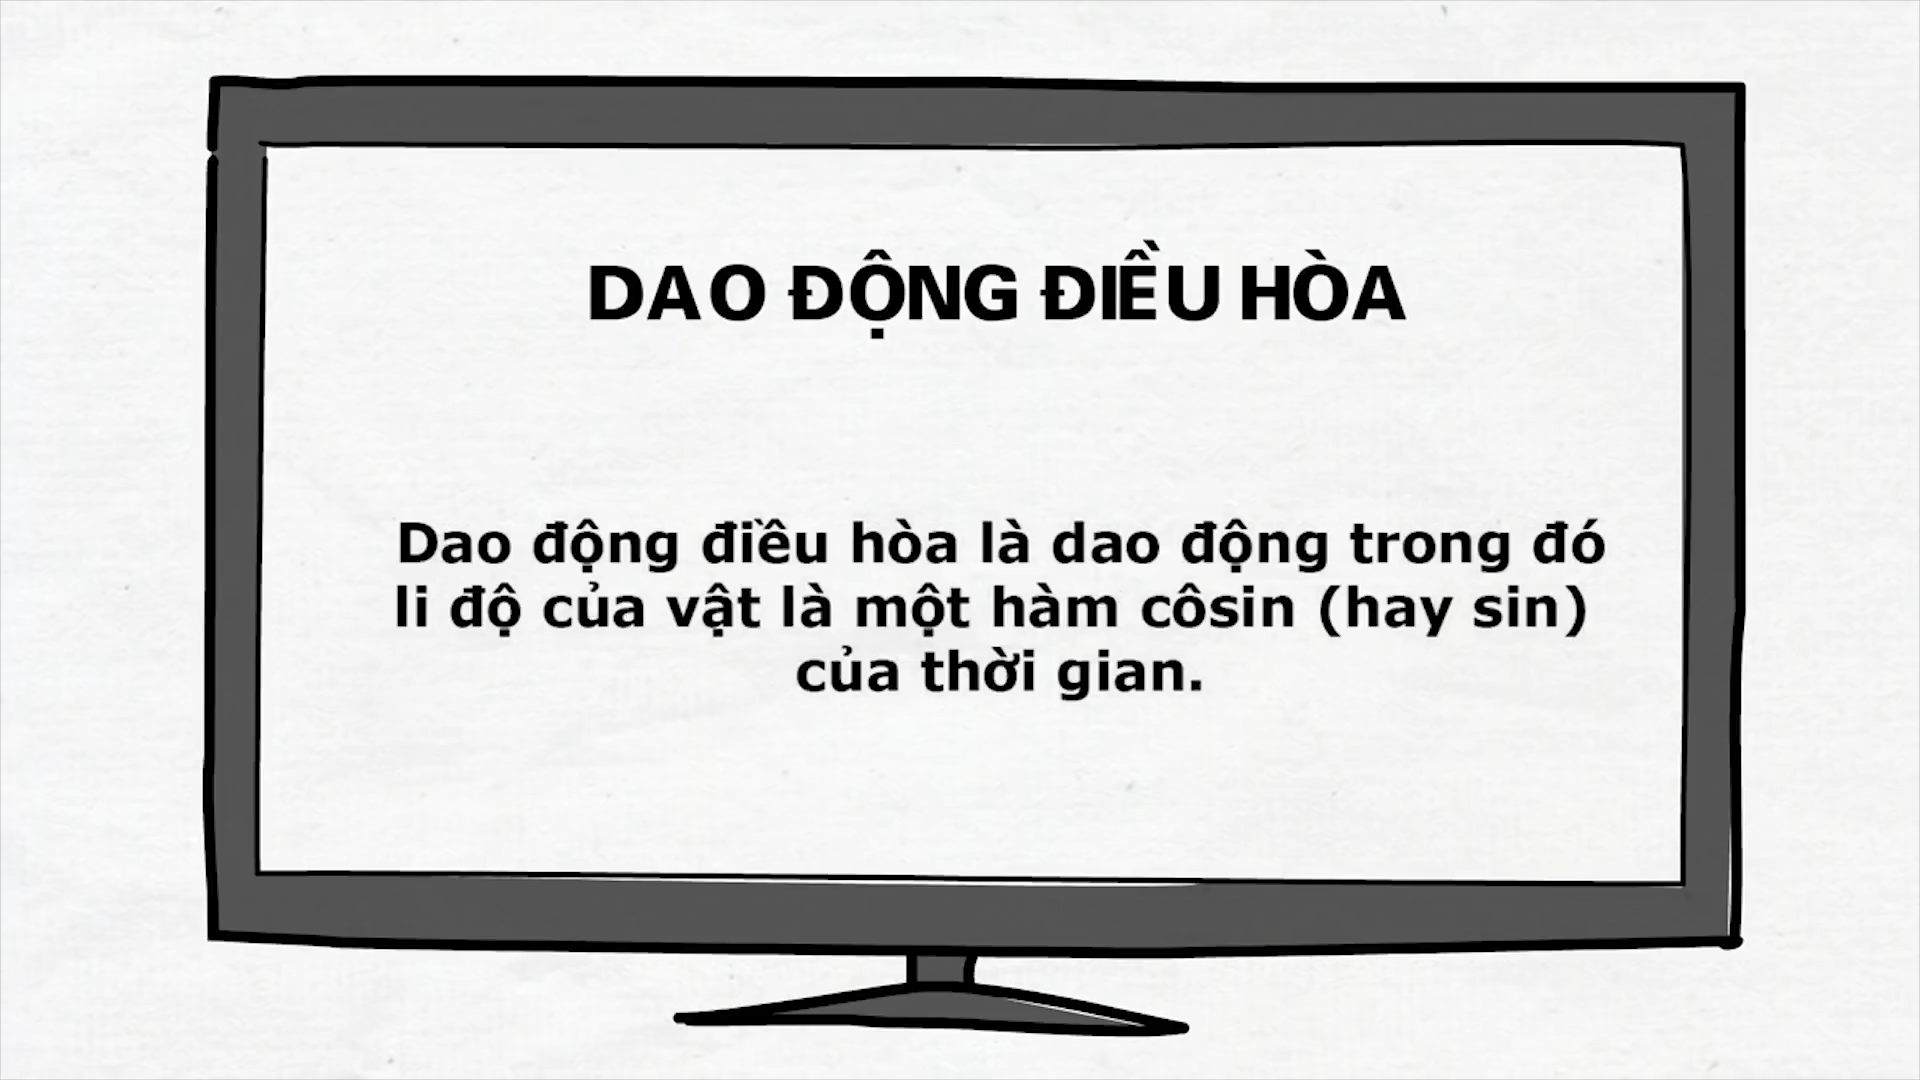 DAO ĐỘNG ĐIỀU HÒA
Dao động điều hòa là dao động trong đó
li độ của vật là một hàm côsin (hay sin)
của thời gian.